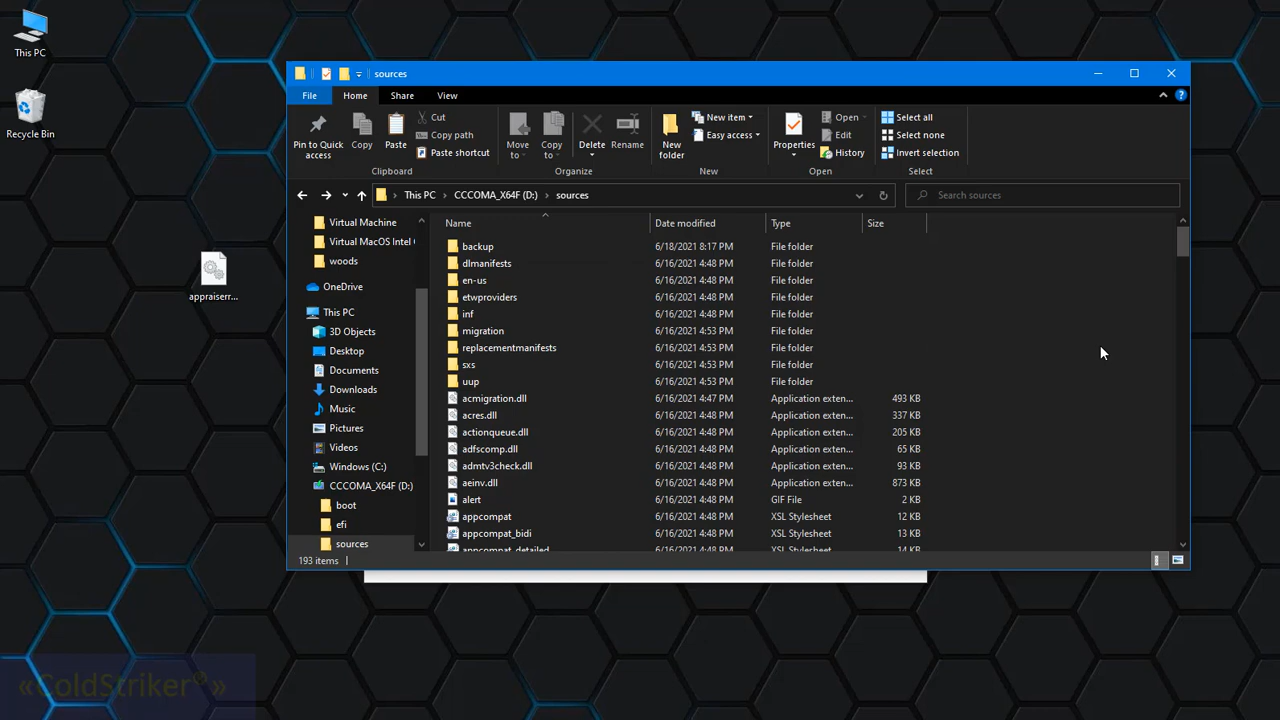 This PC
Recycle Bin
appraiserr...
sources
File
Home
Share
View
Pin to Quick access
Copy
Paste
Cut
Copy path
Paste shortcut
Clipboard
Move to
Copy to
Delete
Rename
Organize
New folder
New item
Easy access
New
Properties
Open
Edit
History
Open
Select all
Select none
Invert selection
Select
This PC > CCCOMA_X64F (D:) > sources
Search sources
Virtual Machine
Virtual MacOS Intel
woods
OneDrive
This PC
3D Objects
Desktop
Documents
Downloads
Music
Pictures
Videos
Windows (C:)
CCCOMA_X64F (D:)
boot
efi
sources
Name Date modified Type Size
backup 6/18/2021 8:17 PM File folder
dlmanifests 6/16/2021 4:48 PM File folder
en-us 6/16/2021 4:48 PM File folder
etwproviders 6/16/2021 4:48 PM File folder
inf 6/16/2021 4:48 PM File folder
migration 6/16/2021 4:53 PM File folder
replacementmanifests 6/16/2021 4:53 PM File folder
sxs 6/16/2021 4:53 PM File folder
uup 6/16/2021 4:53 PM File folder
acmigration.dll 6/16/2021 4:47 PM Application exten... 493 KB
acres.dll 6/16/2021 4:48 PM Application exten... 337 KB
actionqueue.dll 6/16/2021 4:48 PM Application exten... 205 KB
adfscomp.dll 6/16/2021 4:48 PM Application exten... 65 KB
admtv3check.dll 6/16/2021 4:48 PM Application exten... 93 KB
aeinv.dll 6/16/2021 4:48 PM Application exten... 873 KB
alert 6/16/2021 4:48 PM GIF File 2 KB
appcompat 6/16/2021 4:48 PM XSL Stylesheet 12 KB
appcompat_bidi 6/16/2021 4:48 PM XSL Stylesheet 13 KB
appcompat_detailed 6/16/2021 4:48 PM XSL Stylesheet 14 KB
193 items
«ColdStriker®»